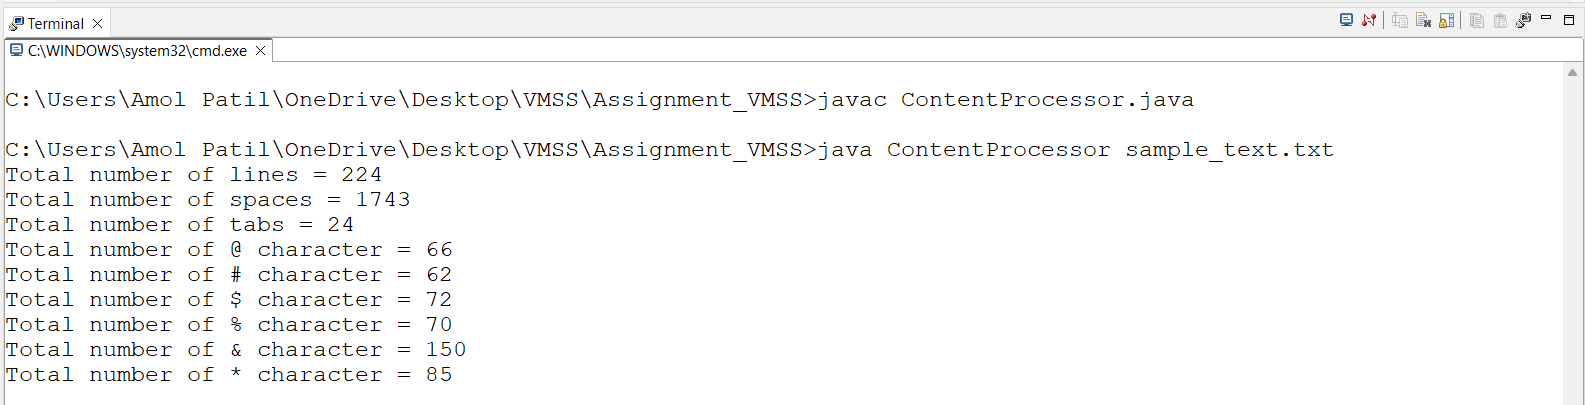 Terminal
C:\WINDOWS\system32\cmd.exe
C:\Users\Amol Patil\OneDrive\Desktop\VMSS\Assignment_VMSS>javac ContentProcessor.java
C:\Users\Amol Patil\OneDrive\Desktop\VMSS\Assignment_VMSS>java ContentProcessor sample_text.txt
Total number of lines = 224
Total number of spaces = 1743
Total number of tabs = 24
Total number of @ character = 66
Total number of # character = 62
Total number of $ character = 72
Total number of % character = 70
Total number of & character = 150
Total number of * character = 85